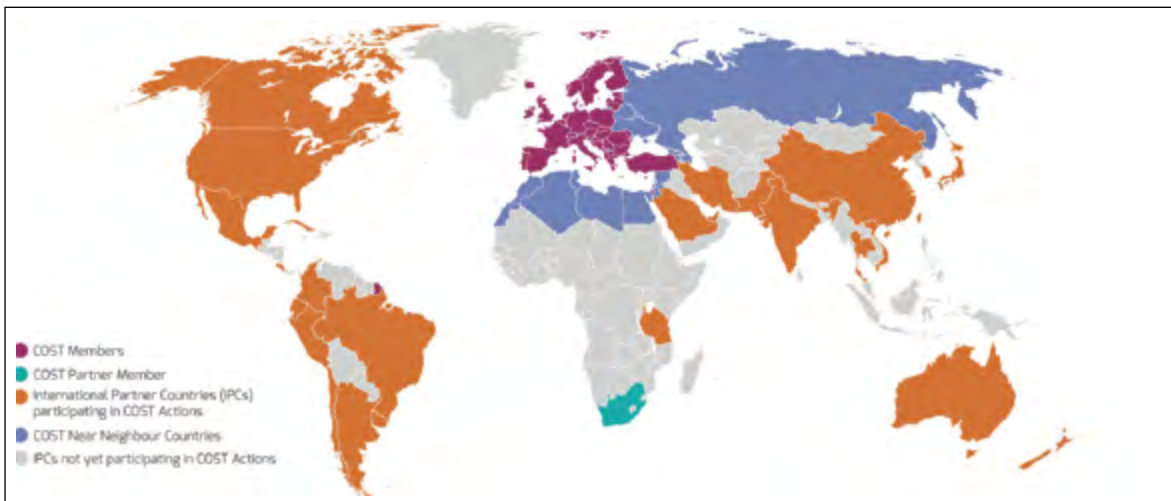 COST Members
COST Partner Member
International Partner Countries (IPCs)
participating in COST Actions
COST Near Neighbour Countries
IPCs not yet participating in COST Actions